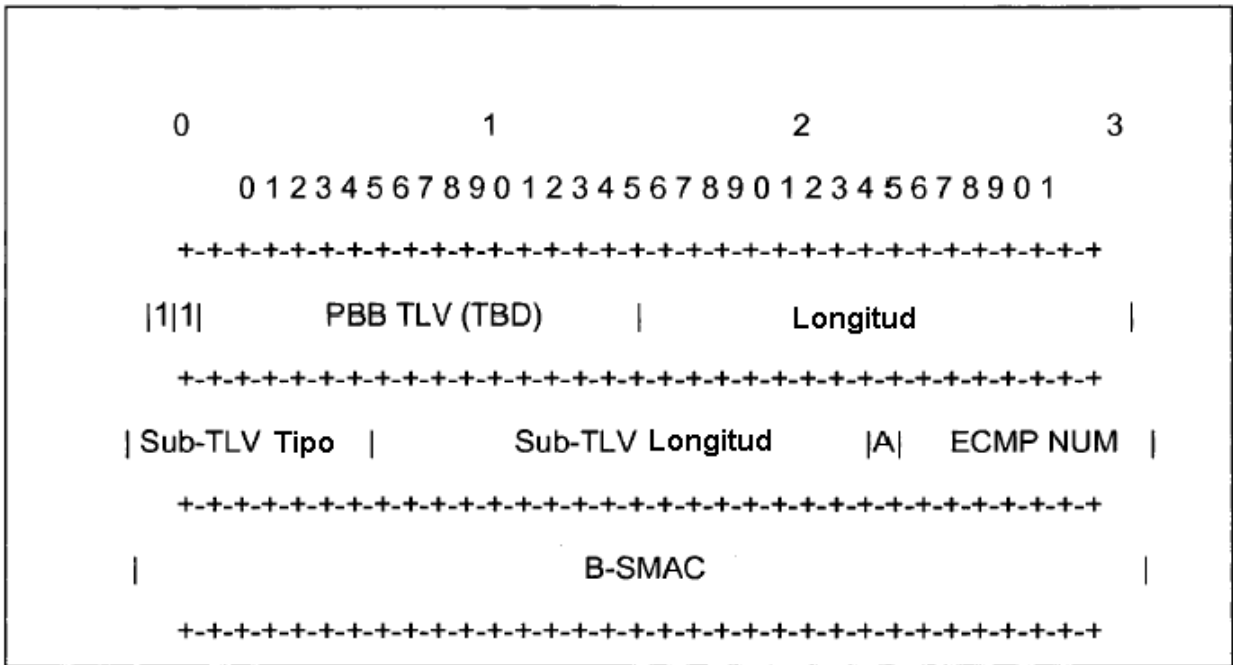 0 1 2 3
0 1 2 3 4 5 6 7 8 9 0 1 2 3 4 5 6 7 8 9 0 1 2 3 4 5 6 7 8 9 0 1
+-+-+-+-+-+-+-+-+-+-+-+-+-+-+-+-+-+-+-+-+-+-+-+-+-+-+-+-+-+-+-+-+
|1|1| PBB TLV (TBD) | Longitud |
+-+-+-+-+-+-+-+-+-+-+-+-+-+-+-+-+-+-+-+-+-+-+-+-+-+-+-+-+-+-+-+-+
| Sub-TLV Tipo | Sub-TLV Longitud |A| ECMP NUM |
+-+-+-+-+-+-+-+-+-+-+-+-+-+-+-+-+-+-+-+-+-+-+-+-+-+-+-+-+-+-+-+-+
| B-SMAC |
+-+-+-+-+-+-+-+-+-+-+-+-+-+-+-+-+-+-+-+-+-+-+-+-+-+-+-+-+-+-+-+-+